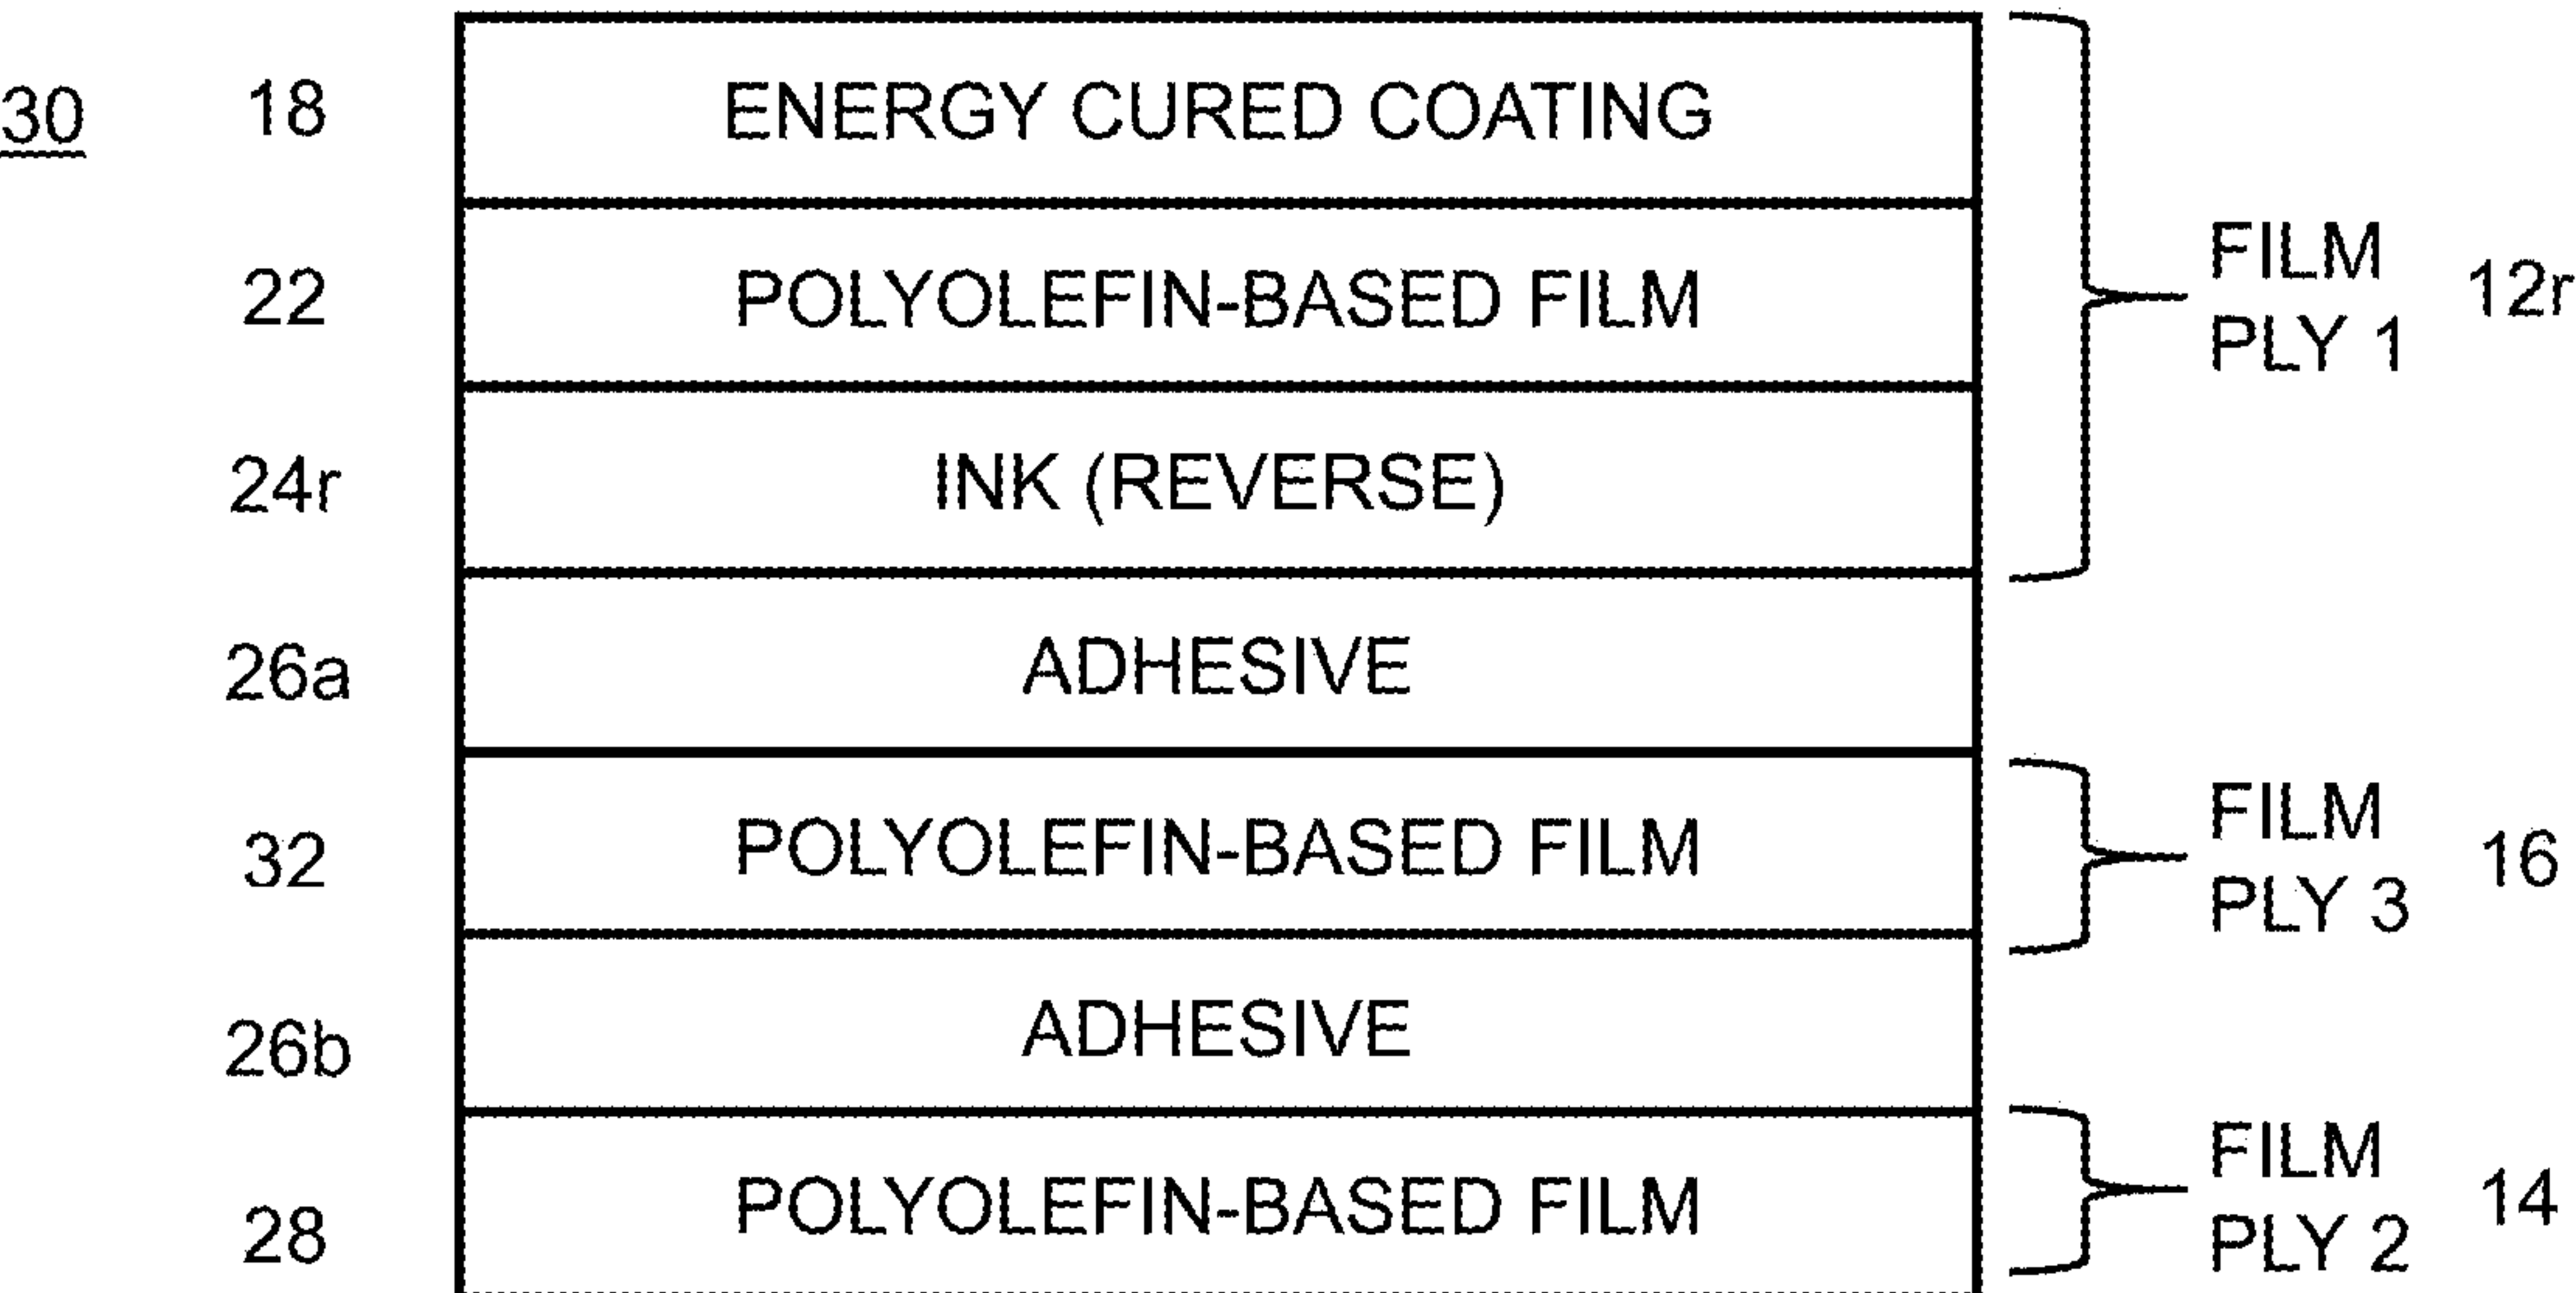 30
18 ENERGY CURED COATING
22 POLYOLEFIN-BASED FILM
FILM
PLY 1
12r
24r INK (REVERSE)
26a ADHESIVE
32 POLYOLEFIN-BASED FILM
FILM
PLY 3
16
26b ADHESIVE
28 POLYOLEFIN-BASED FILM
FILM
PLY 2
14